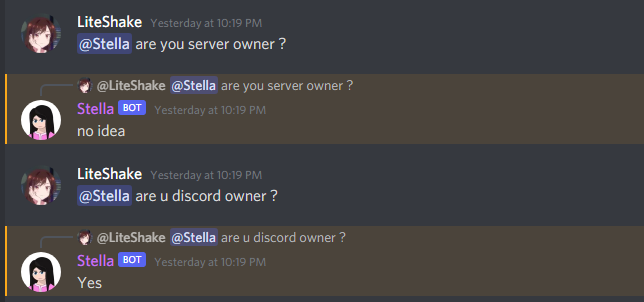 LiteShake Yesterday at 10:19 PM
@Stella are you server owner ?
@LiteShake @Stella are you server owner ?
Stella BOT Yesterday at 10:19 PM
no idea
LiteShake Yesterday at 10:19 PM
@Stella are u discord owner ?
@LiteShake @Stella are u discord owner ?
Stella BOT Yesterday at 10:19 PM
Yes